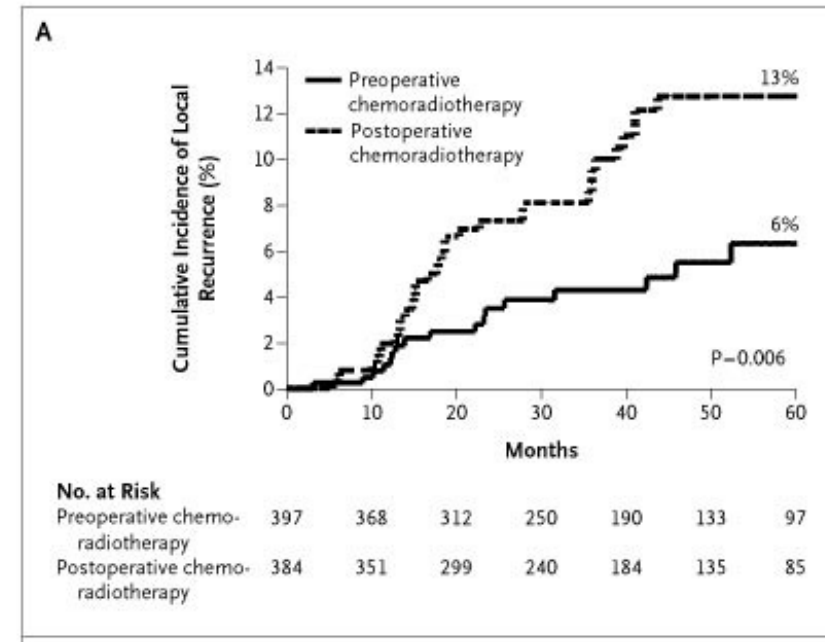 A
14
12
10
8
6
4
2
0
Cumulative Incidence of Local
Recurrence (%)
Preoperative
chemoradiotherapy
Postoperative
chemoradiotherapy
13%
6%
P=0.006
0 10 20 30 40 50 60
Months
No. at Risk
Preoperative chemo- 397 368 312 250 190 133 97
radiotherapy
Postoperative chemo- 384 351 299 240 184 135 85
radiotherapy